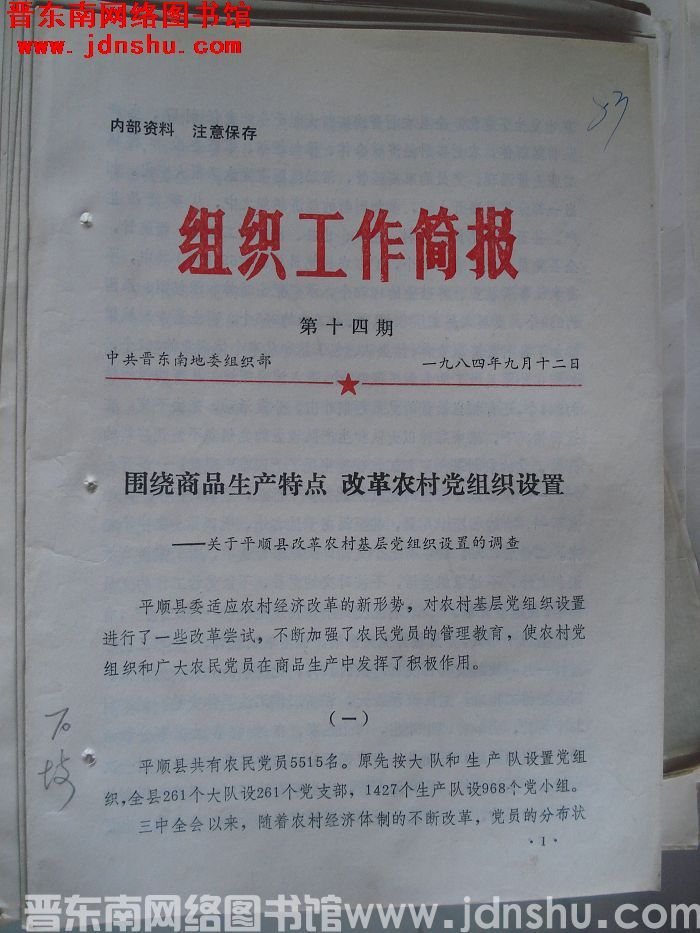 晋东南网络图书馆
www.jdnshu.com
内部资料 注意保存
组织工作简报
第十四期
中共晋东南地委组织部 一九八四年九月十二日
围绕商品生产特点 改革农村党组织设置
——关于平顺县改革农村基层党组织设置的调查
平顺县委适应农村经济改革的新形势，对农村基层党组织设置
进行了一些改革尝试，不断加强了农民党员的管理教育，使农村党
组织和广大农民党员在商品生产中发挥了积极作用。
（一）
平顺县共有农民党员5515名。原先按大队和生产队设置党组
织，全县261个大队设261个党支部，1427个生产队设968个党小组。
三中全会以来，随着农村经济体制的不断改革，党员的分布状
·1·
晋东南网络图书馆www.jdnshu.com